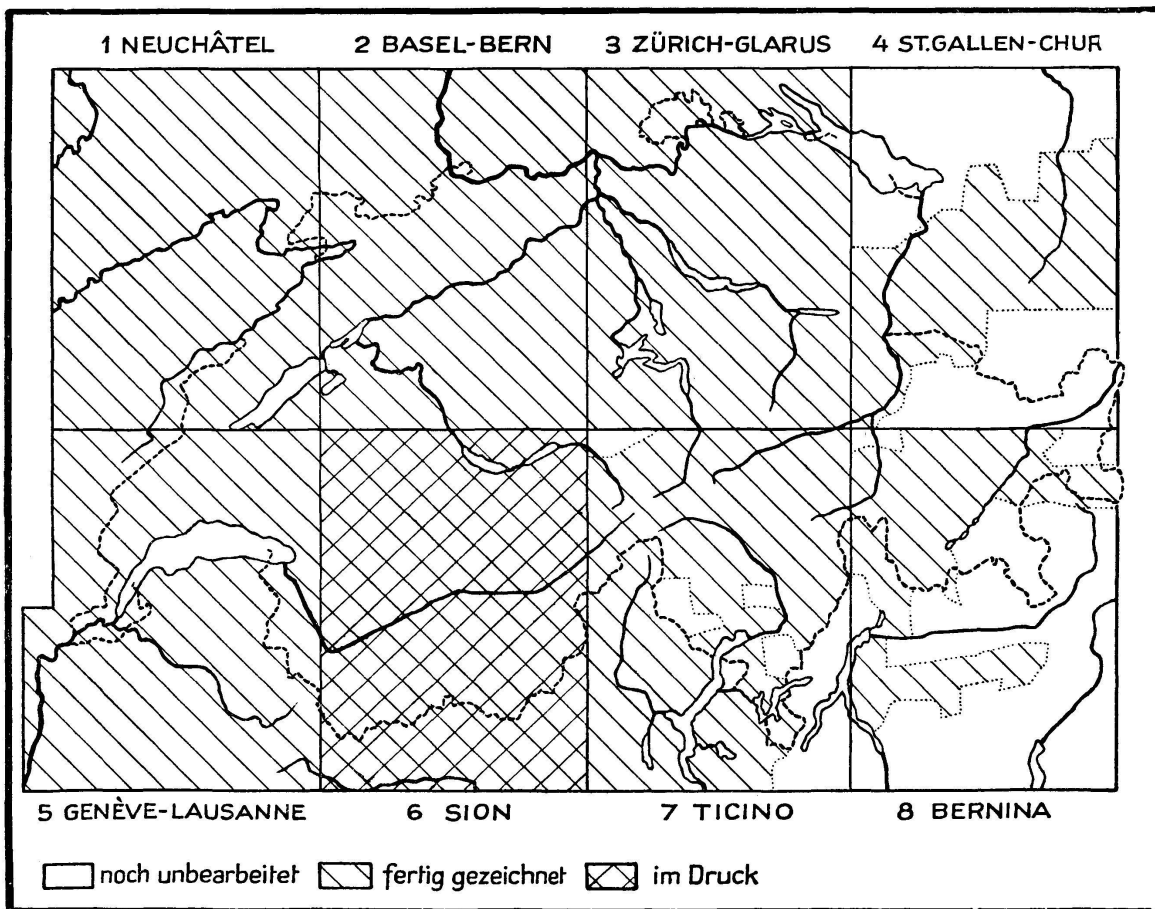 1 NEUCHÂTEL 2 BASEL-BERN 3 ZÜRICH-GLARUS 4 ST.GALLEN-CHUR
5 GENÈVE-LAUSANNE 6 SION 7 TICINO 8 BERNINA
noch unbearbeitet fertig gezeichnet im Druck